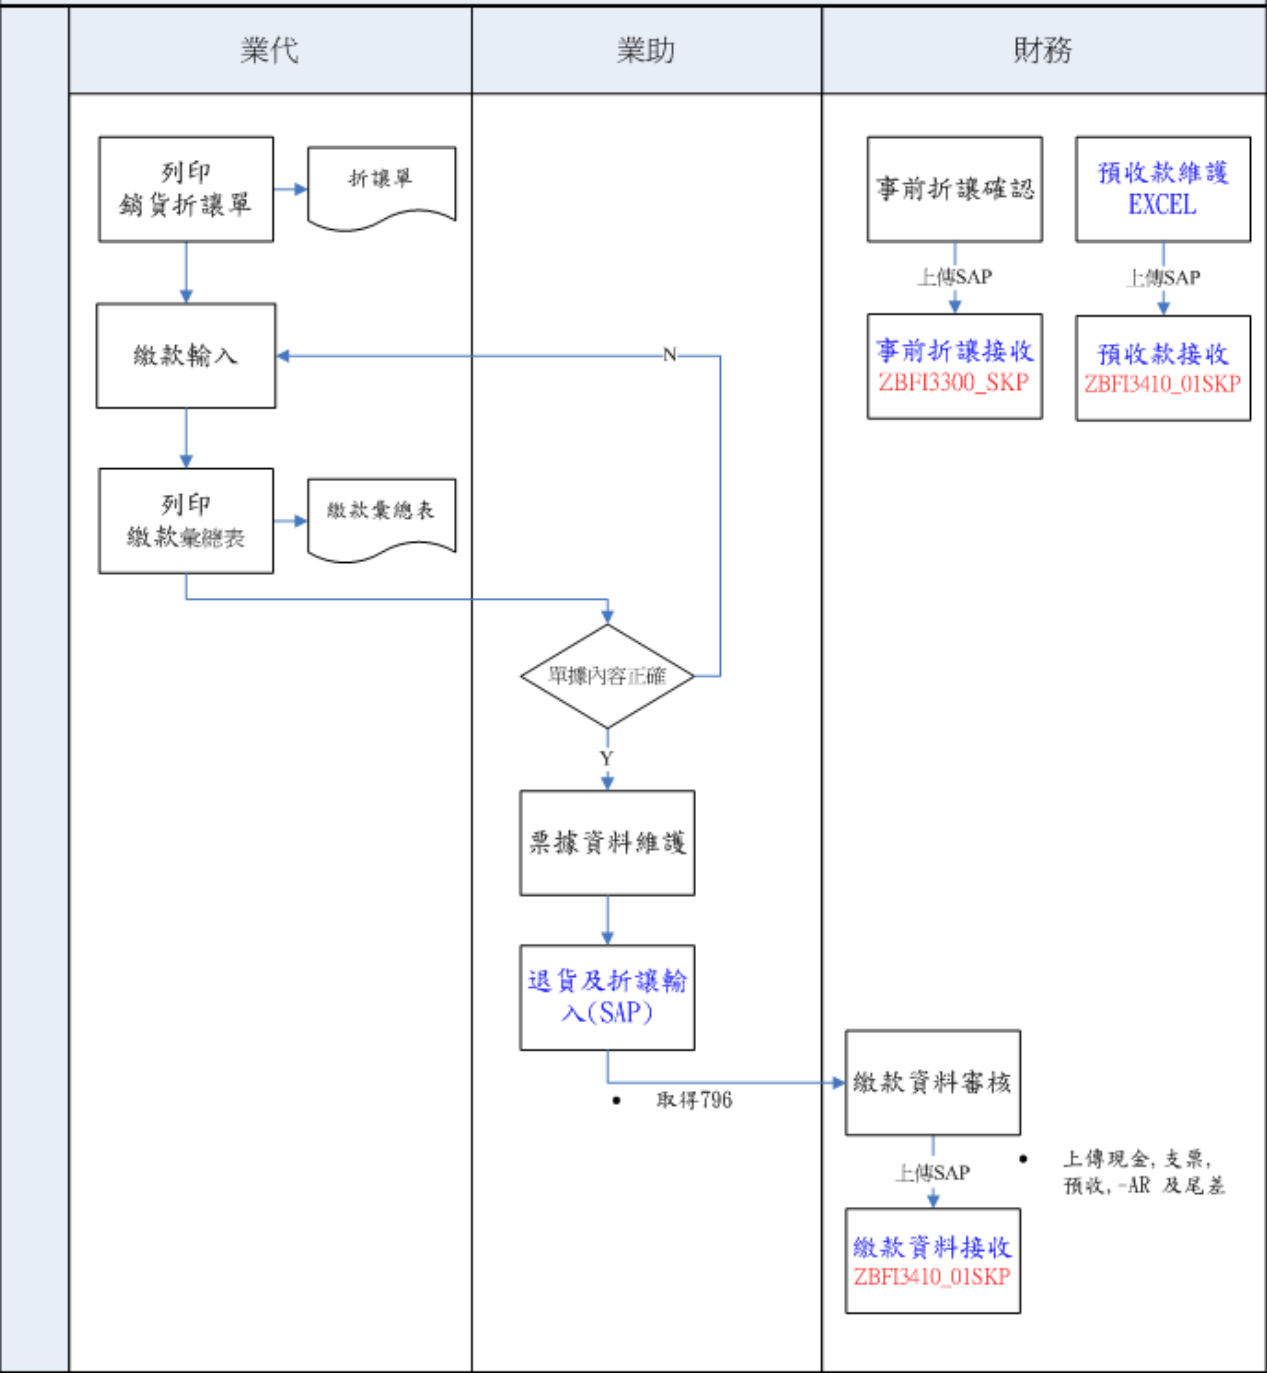 業代
業助
財務
列印
銷貨折讓單
折讓單
事前折讓確認
預收款維護
EXCEL
上傳SAP
上傳SAP
繳款輸入
N
事前折讓接收
ZBFI3300_SKP
預收款接收
ZBFI3410_01SKP
列印
繳款彙總表
繳款彙總表
單據內容正確
Y
票據資料維護
退貨及折讓輸
入(SAP)
• 取得796
繳款資料審核
上傳SAP
• 上傳現金,支票,
預收,-AR 及尾差
繳款資料接收
ZBFI3410_01SKP